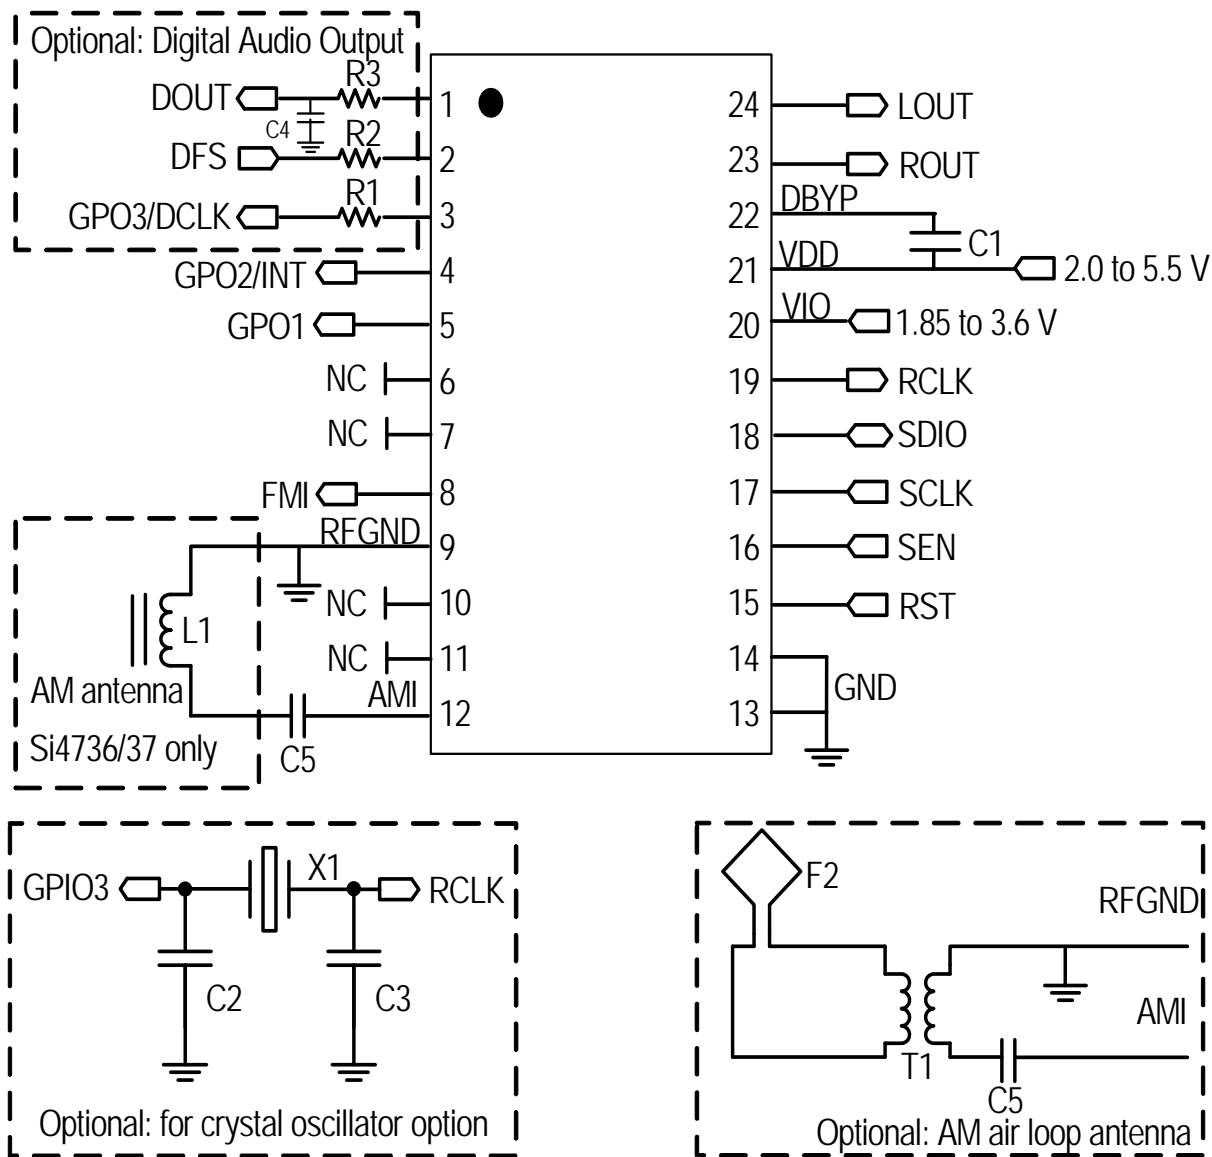 Optional: Digital Audio Output
R3
DOUT
1
24
LOUT
C4
R2
DFS
2
23
ROUT
R1
DBYP
GPO3/DCLK
3
22
C1
VDD
GPO2/INT
4
21
2.0 to 5.5 V
VIO
GPO1
5
20
1.85 to 3.6 V
NC
6
19
RCLK
NC
7
18
SDIO
FMI
8
17
SCLK
RFGND
9
16
SEN
NC
10
15
RST
L1
NC
11
14
AM antenna
AMI
GND
12
13
Si4736/37 only
C5
X1
GPIO3
RCLK
C2
C3
Optional: for crystal oscillator option
F2
RFGND
AMI
T1
C5
Optional: AM air loop antenna